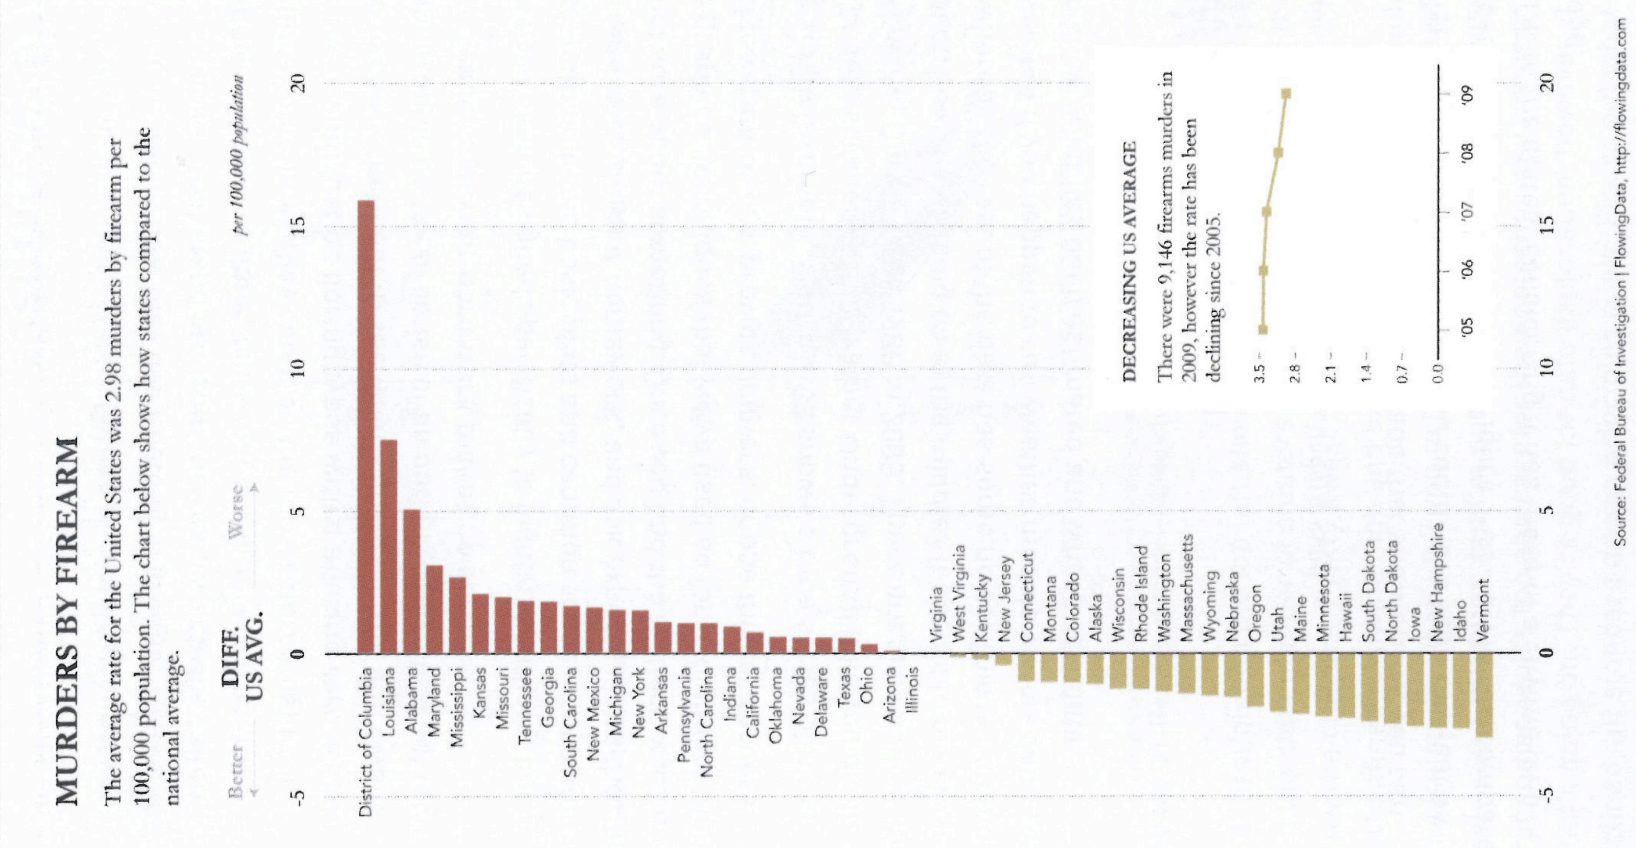 MURDERS BY FIREARM
The average rate for the United States was 2.98 murders by firearm per
100,000 population. The chart below shows how states compared to the
national average.
Better
DIFF.
US AVG.
Worse
per 100,000 population
-5 0 5 10 15 20
District of Columbia
Louisiana
Alabama
Maryland
Mississippi
Kansas
Missouri
Tennessee
Georgia
South Carolina
New Mexico
Michigan
New York
Arkansas
Pennsylvania
North Carolina
Indiana
California
Oklahoma
Nevada
Delaware
Texas
Ohio
Arizona
Illinois
Virginia
West Virginia
Kentucky
New Jersey
Connecticut
Montana
Colorado
Alaska
Wisconsin
Rhode Island
Washington
Massachusetts
Wyoming
Nebraska
Oregon
Utah
Maine
Minnesota
Hawaii
South Dakota
North Dakota
Iowa
New Hampshire
Idaho
Vermont
DECREASING US AVERAGE
There were 9,146 firearms murders in
2009, however the rate has been
declining since 2005.
3.5
2.8
2.1
1.4
0.7
0.0
'05 '06 '07 '08 '09
-5 0 5 10 15 20
Source: Federal Bureau of Investigation | FlowingData, http://flowingdata.com